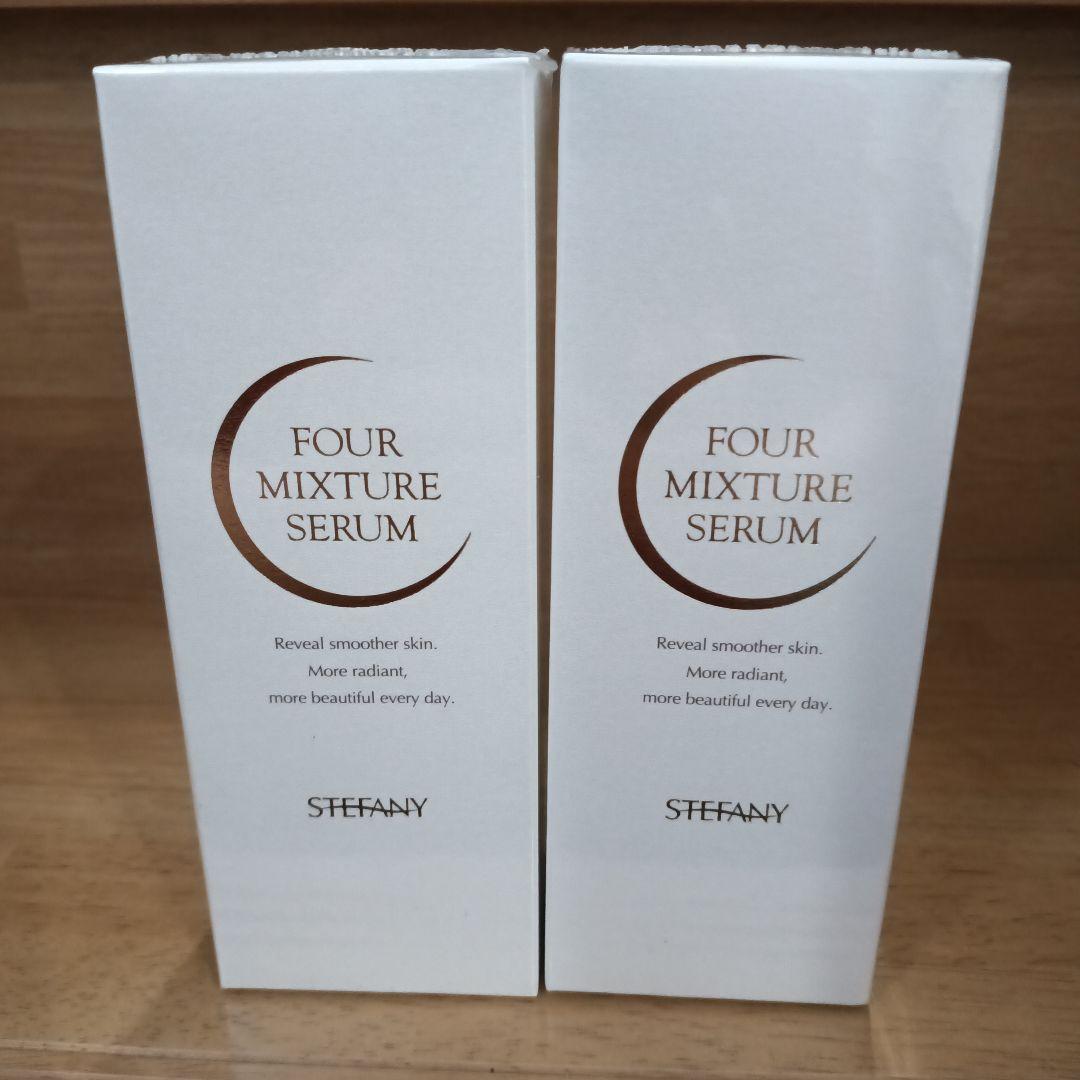 FOUR
MIXTURE
SERUM
Reveal smoother skin.
More radiant,
more beautiful every day.
STEFANY
FOUR
MIXTURE
SERUM
Reveal smoother skin.
More radiant,
more beautiful every day.
STEFANY